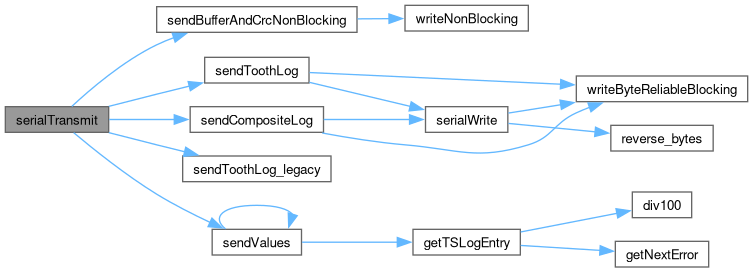 sendBufferAndCrcNonBlocking
writeNonBlocking
sendToothLog
writeByteReliableBlocking
serialTransmit
sendCompositeLog
serialWrite
reverse_bytes
sendToothLog_legacy
div100
sendValues
getTSLogEntry
getNextError